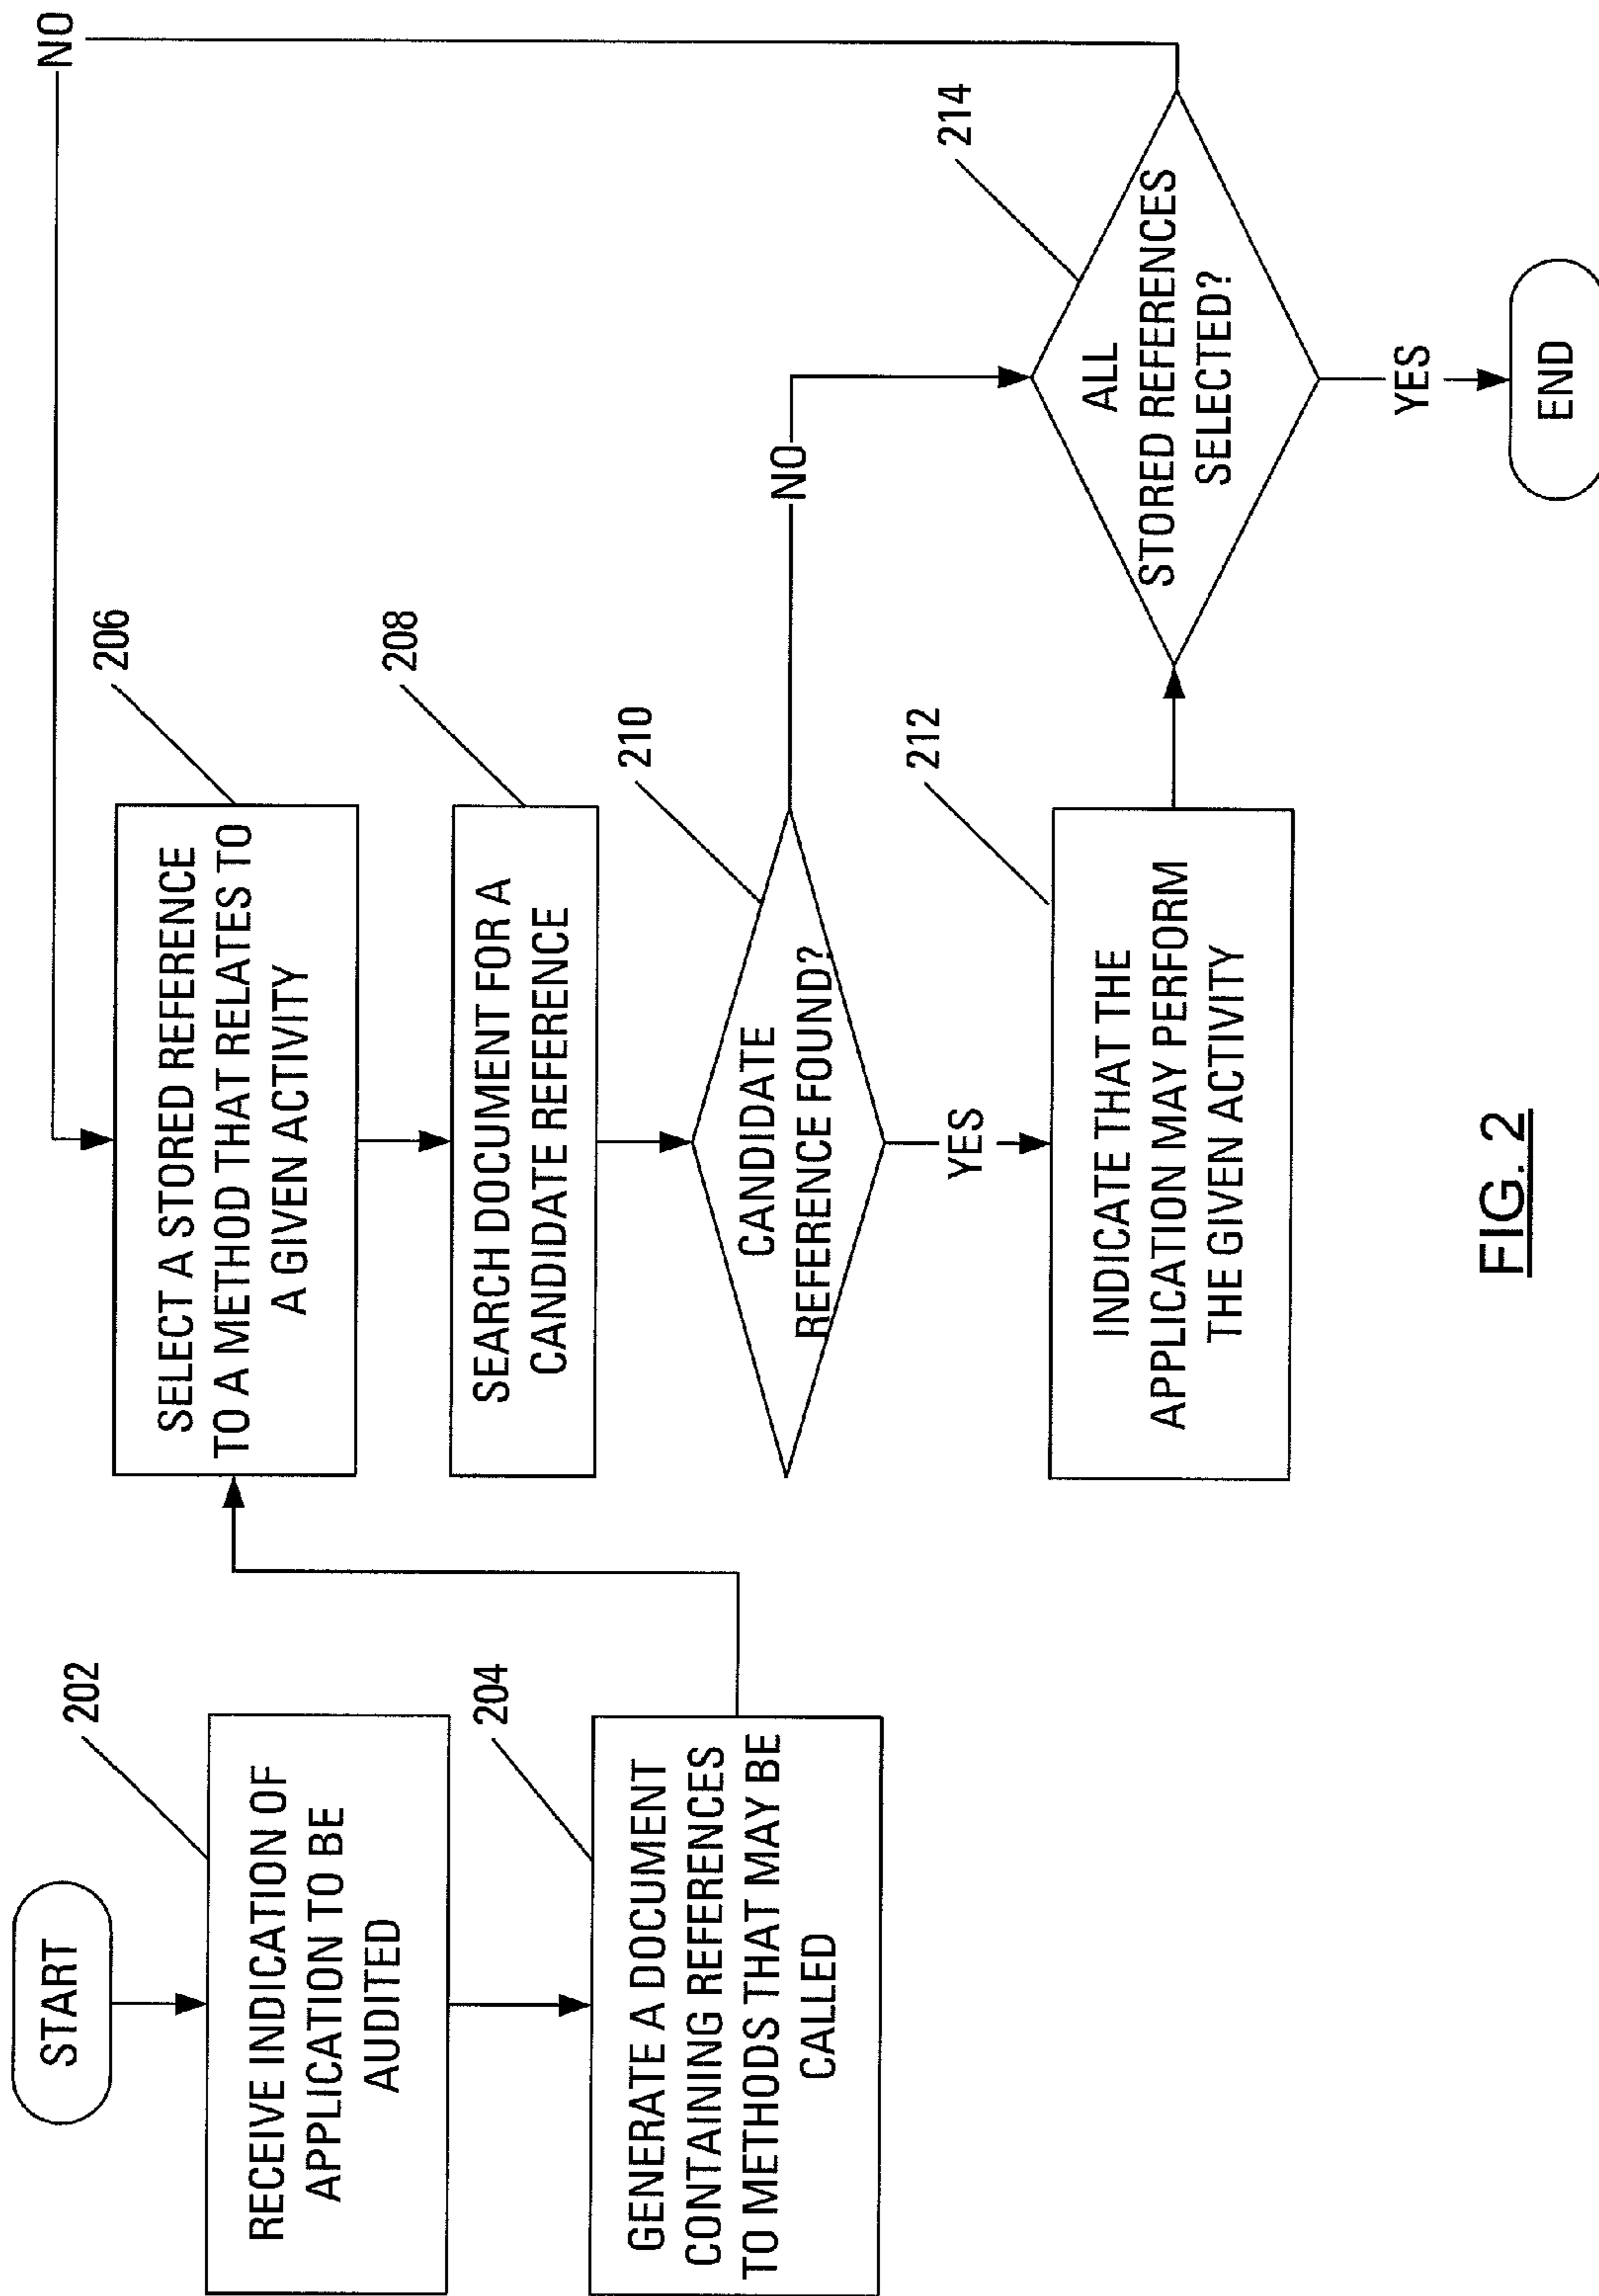 START
202
RECEIVE INDICATION OF
APPLICATION TO BE
AUDITED
204
GENERATE A DOCUMENT
CONTAINING REFERENCES
TO METHODS THAT MAY BE
CALLED
206
SELECT A STORED REFERENCE
TO A METHOD THAT RELATES TO
A GIVEN ACTIVITY
208
SEARCH DOCUMENT FOR A
CANDIDATE REFERENCE
210
CANDIDATE
REFERENCE FOUND?
NO
YES
212
INDICATE THAT THE
APPLICATION MAY PERFORM
THE GIVEN ACTIVITY
214
ALL
STORED REFERENCES
SELECTED?
NO
YES
END
FIG. 2